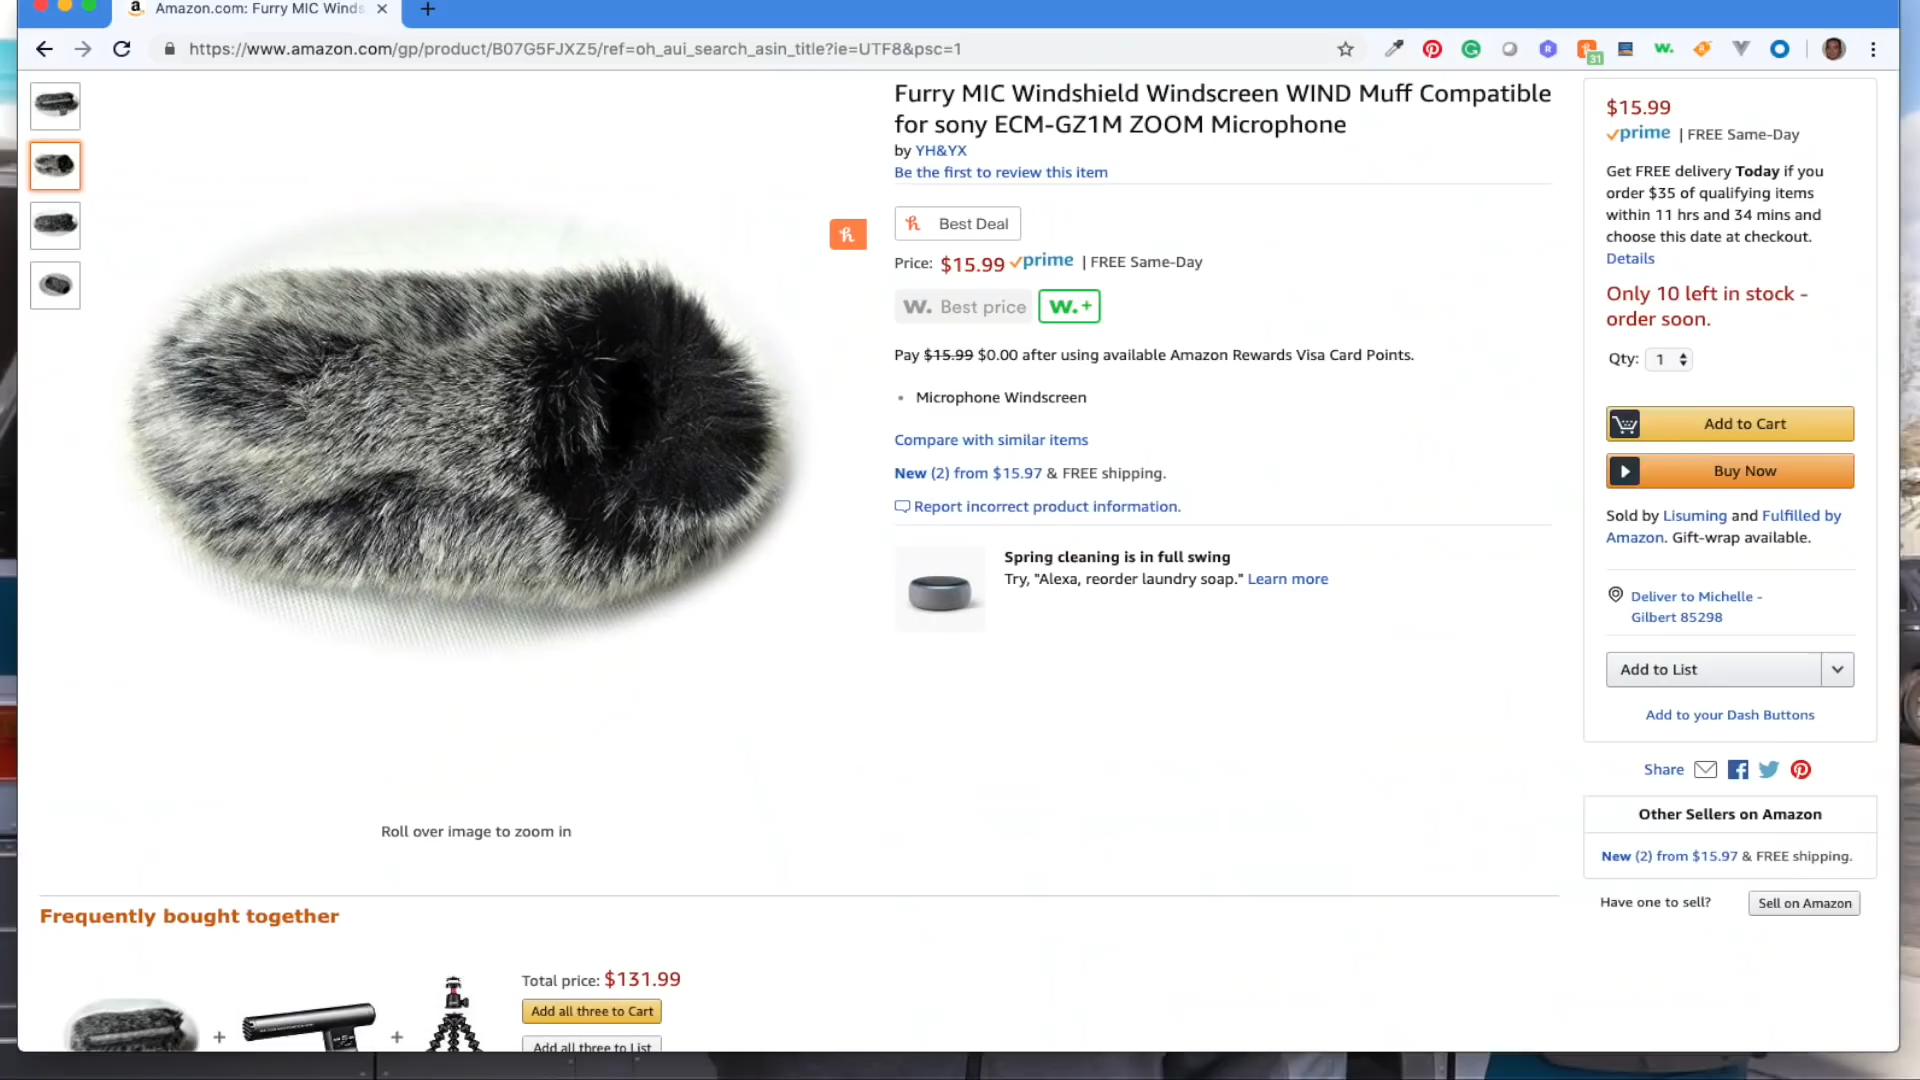 Amazon.com: Furry MIC Winds
https://www.amazon.com/gp/product/B07G5FJXZ5/ref=oh_aui_search_asin_title?ie=UTF8&psc=1
31
Furry MIC Windshield Windscreen WIND Muff Compatible
for sony ECM-GZ1M ZOOM Microphone
by YH&YX
Be the first to review this item
Best Deal
Price: $15.99 prime | FREE Same-Day
W. Best price W.+
Pay $15.99 $0.00 after using available Amazon Rewards Visa Card Points.
• Microphone Windscreen
Compare with similar items
New (2) from $15.97 & FREE shipping.
Report incorrect product information.
Spring cleaning is in full swing
Try, "Alexa, reorder laundry soap." Learn more
Roll over image to zoom in
$15.99
prime | FREE Same-Day
Get FREE delivery Today if you
order $35 of qualifying items
within 11 hrs and 34 mins and
choose this date at checkout.
Details
Only 10 left in stock -
order soon.
Qty: 1
Add to Cart
Buy Now
Sold by Lisuming and Fulfilled by
Amazon. Gift-wrap available.
Deliver to Michelle -
Gilbert 85298
Add to List
Add to your Dash Buttons
Share
Other Sellers on Amazon
New (2) from $15.97 & FREE shipping.
Have one to sell? Sell on Amazon
Frequently bought together
+ +
Total price: $131.99
Add all three to Cart
Add all three to List